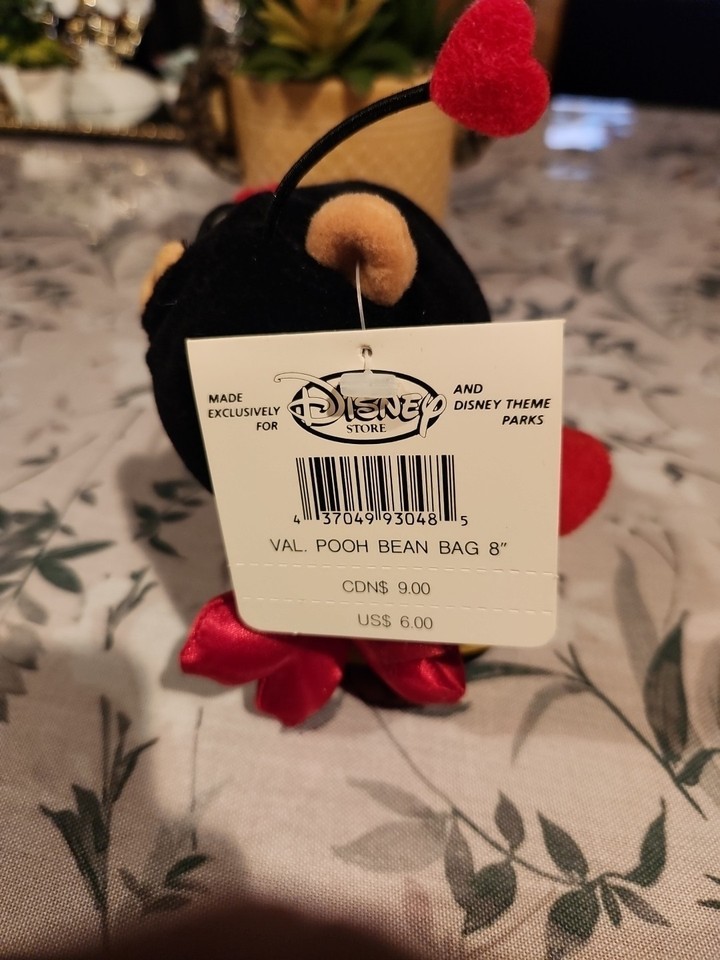 MADE
EXCLUSIVELY
FOR
DISNEY
STORE
AND
DISNEY THEME
PARKS
4 37049 93048 5
VAL. POOH BEAN BAG 8"
CDN$ 9.00
US$ 6.00